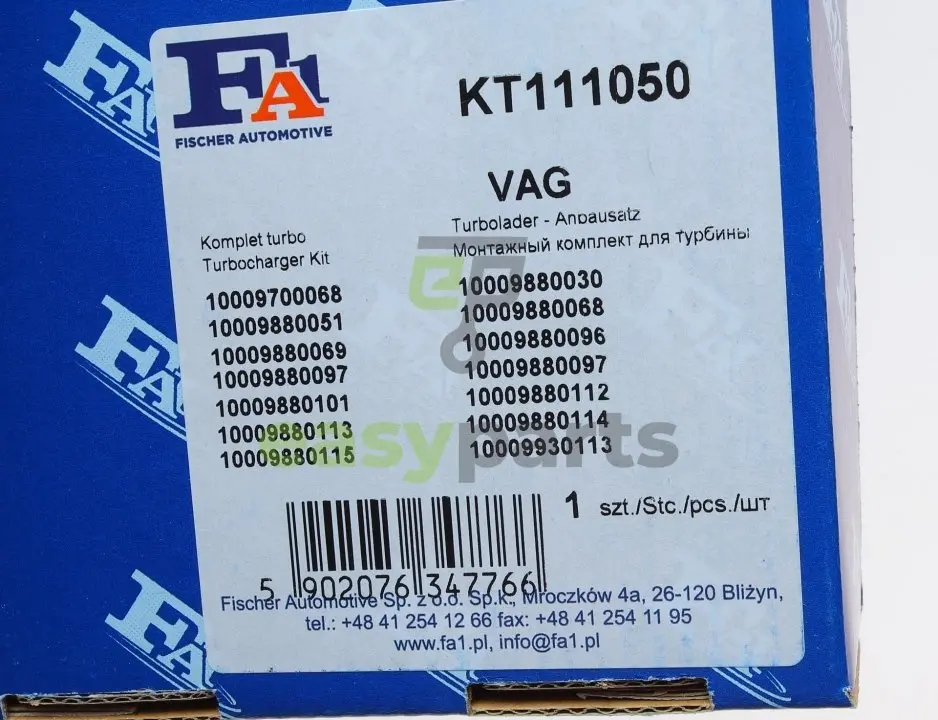 FA1
FISCHER AUTOMOTIVE
KT111050
VAG
Komplet turbo
Turbocharger Kit
Turbolader - Anbausatz
Монтажный комплект для турбины
10009700068
10009880051
10009880069
10009880097
10009880101
10009880113
10009880115
10009880030
10009880068
10009880096
10009880097
10009880112
10009880114
10009930113
easyparts
1 szt./Stc./pcs./шт
5 902076 347766
Fischer Automotive Sp. z o.o. Sp.k., Mroczków 4a, 26-120 Bliżyn,
tel.: +48 41 254 12 66 fax: +48 41 254 11 95
www.fa1.pl, info@fa1.pl
FA1
FA1
FA1